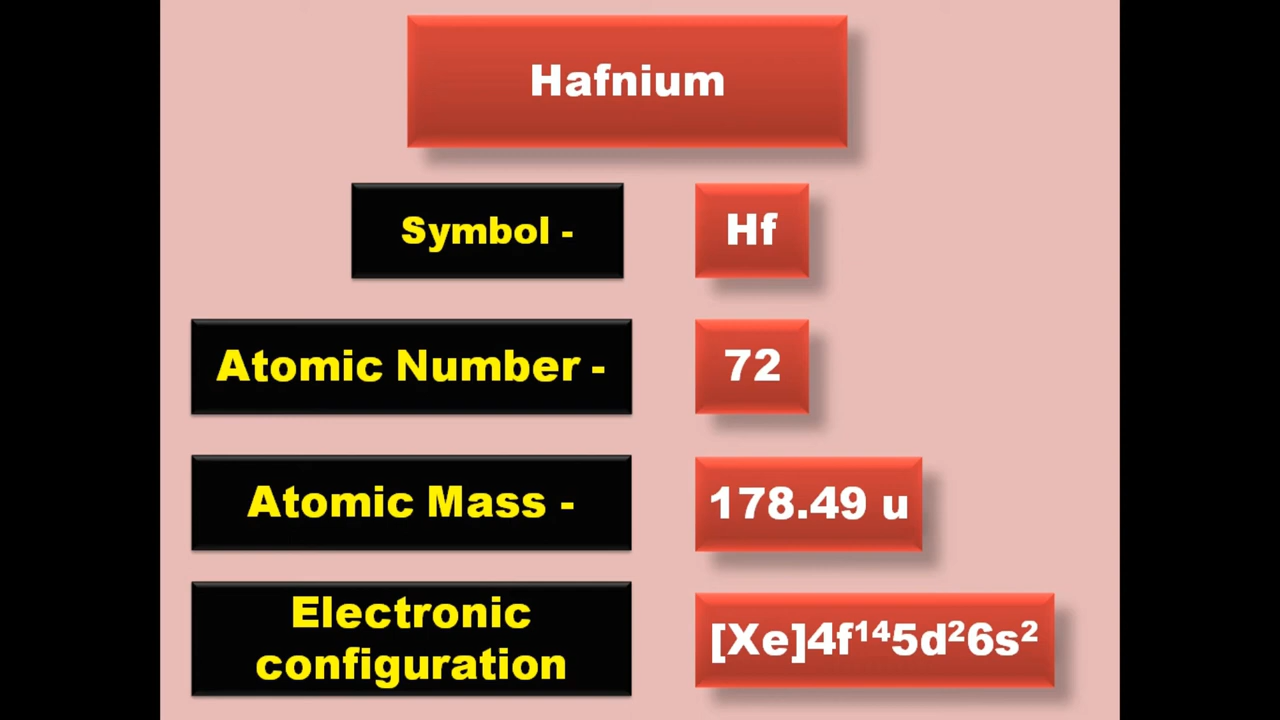 Hafnium
Symbol - Hf
Atomic Number - 72
Atomic Mass - 178.49 u
Electronic
configuration
[Xe]4f¹⁴5d²6s²